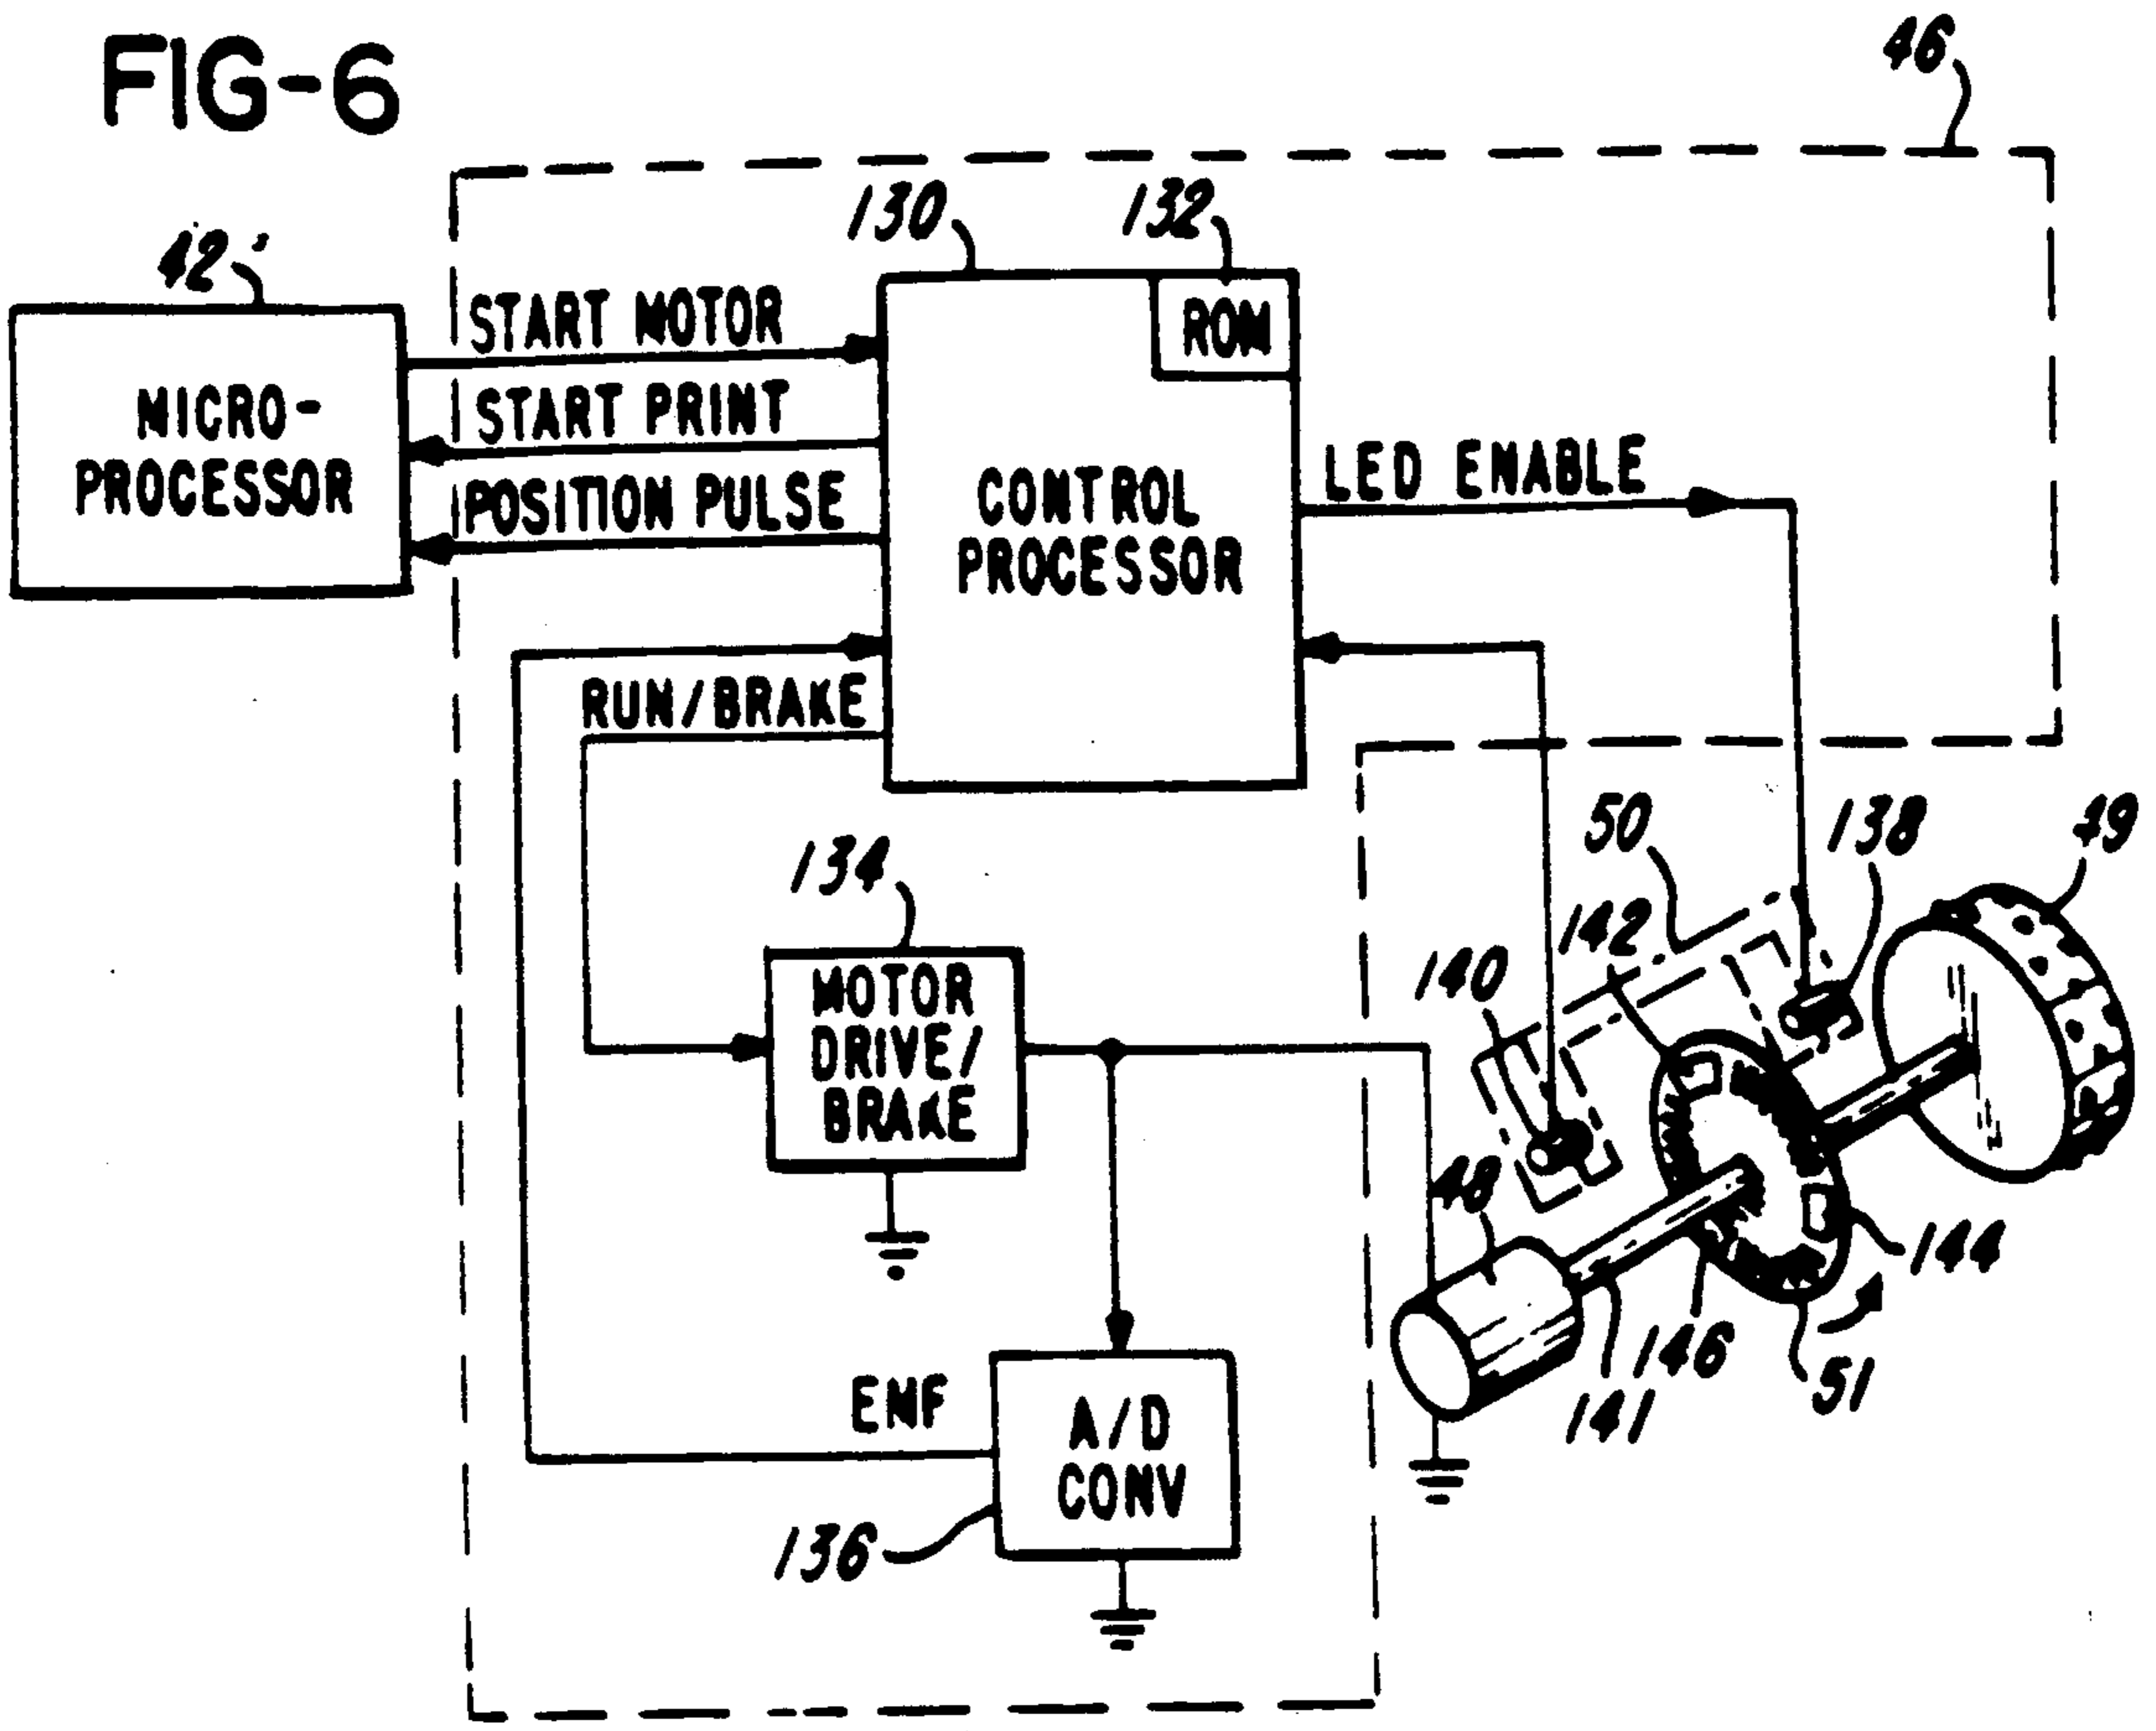 FIG-6
46
130
132
42'
START MOTOR
ROM
MICRO-
PROCESSOR
START PRINT
POSITION PULSE
CONTROL
PROCESSOR
LED ENABLE
RUN/BRAKE
134
50
138
49
142
140
MOTOR
DRIVE/
BRAKE
48
144
146
51
141
EMF
A/D
CONV
136